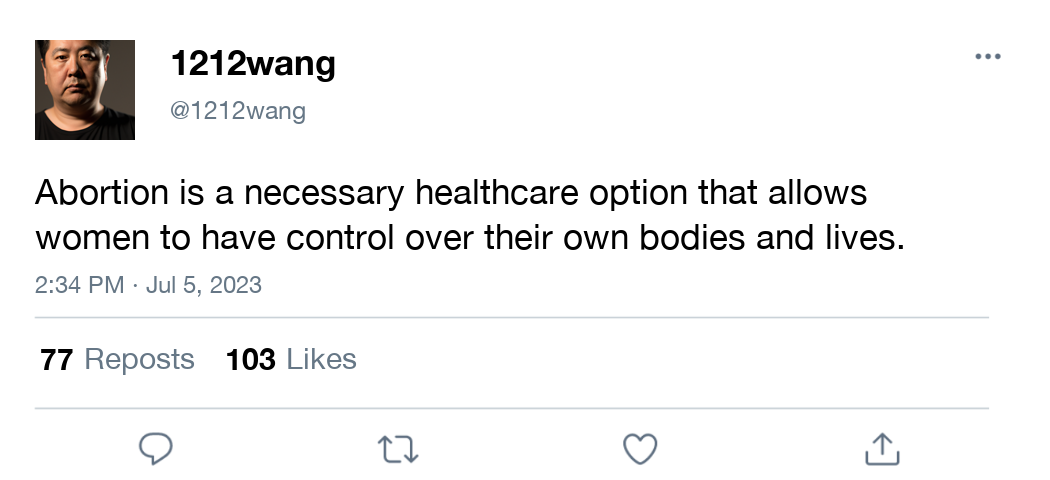 1212wang
@1212wang
Abortion is a necessary healthcare option that allows
women to have control over their own bodies and lives.
2:34 PM · Jul 5, 2023
77 Reposts 103 Likes